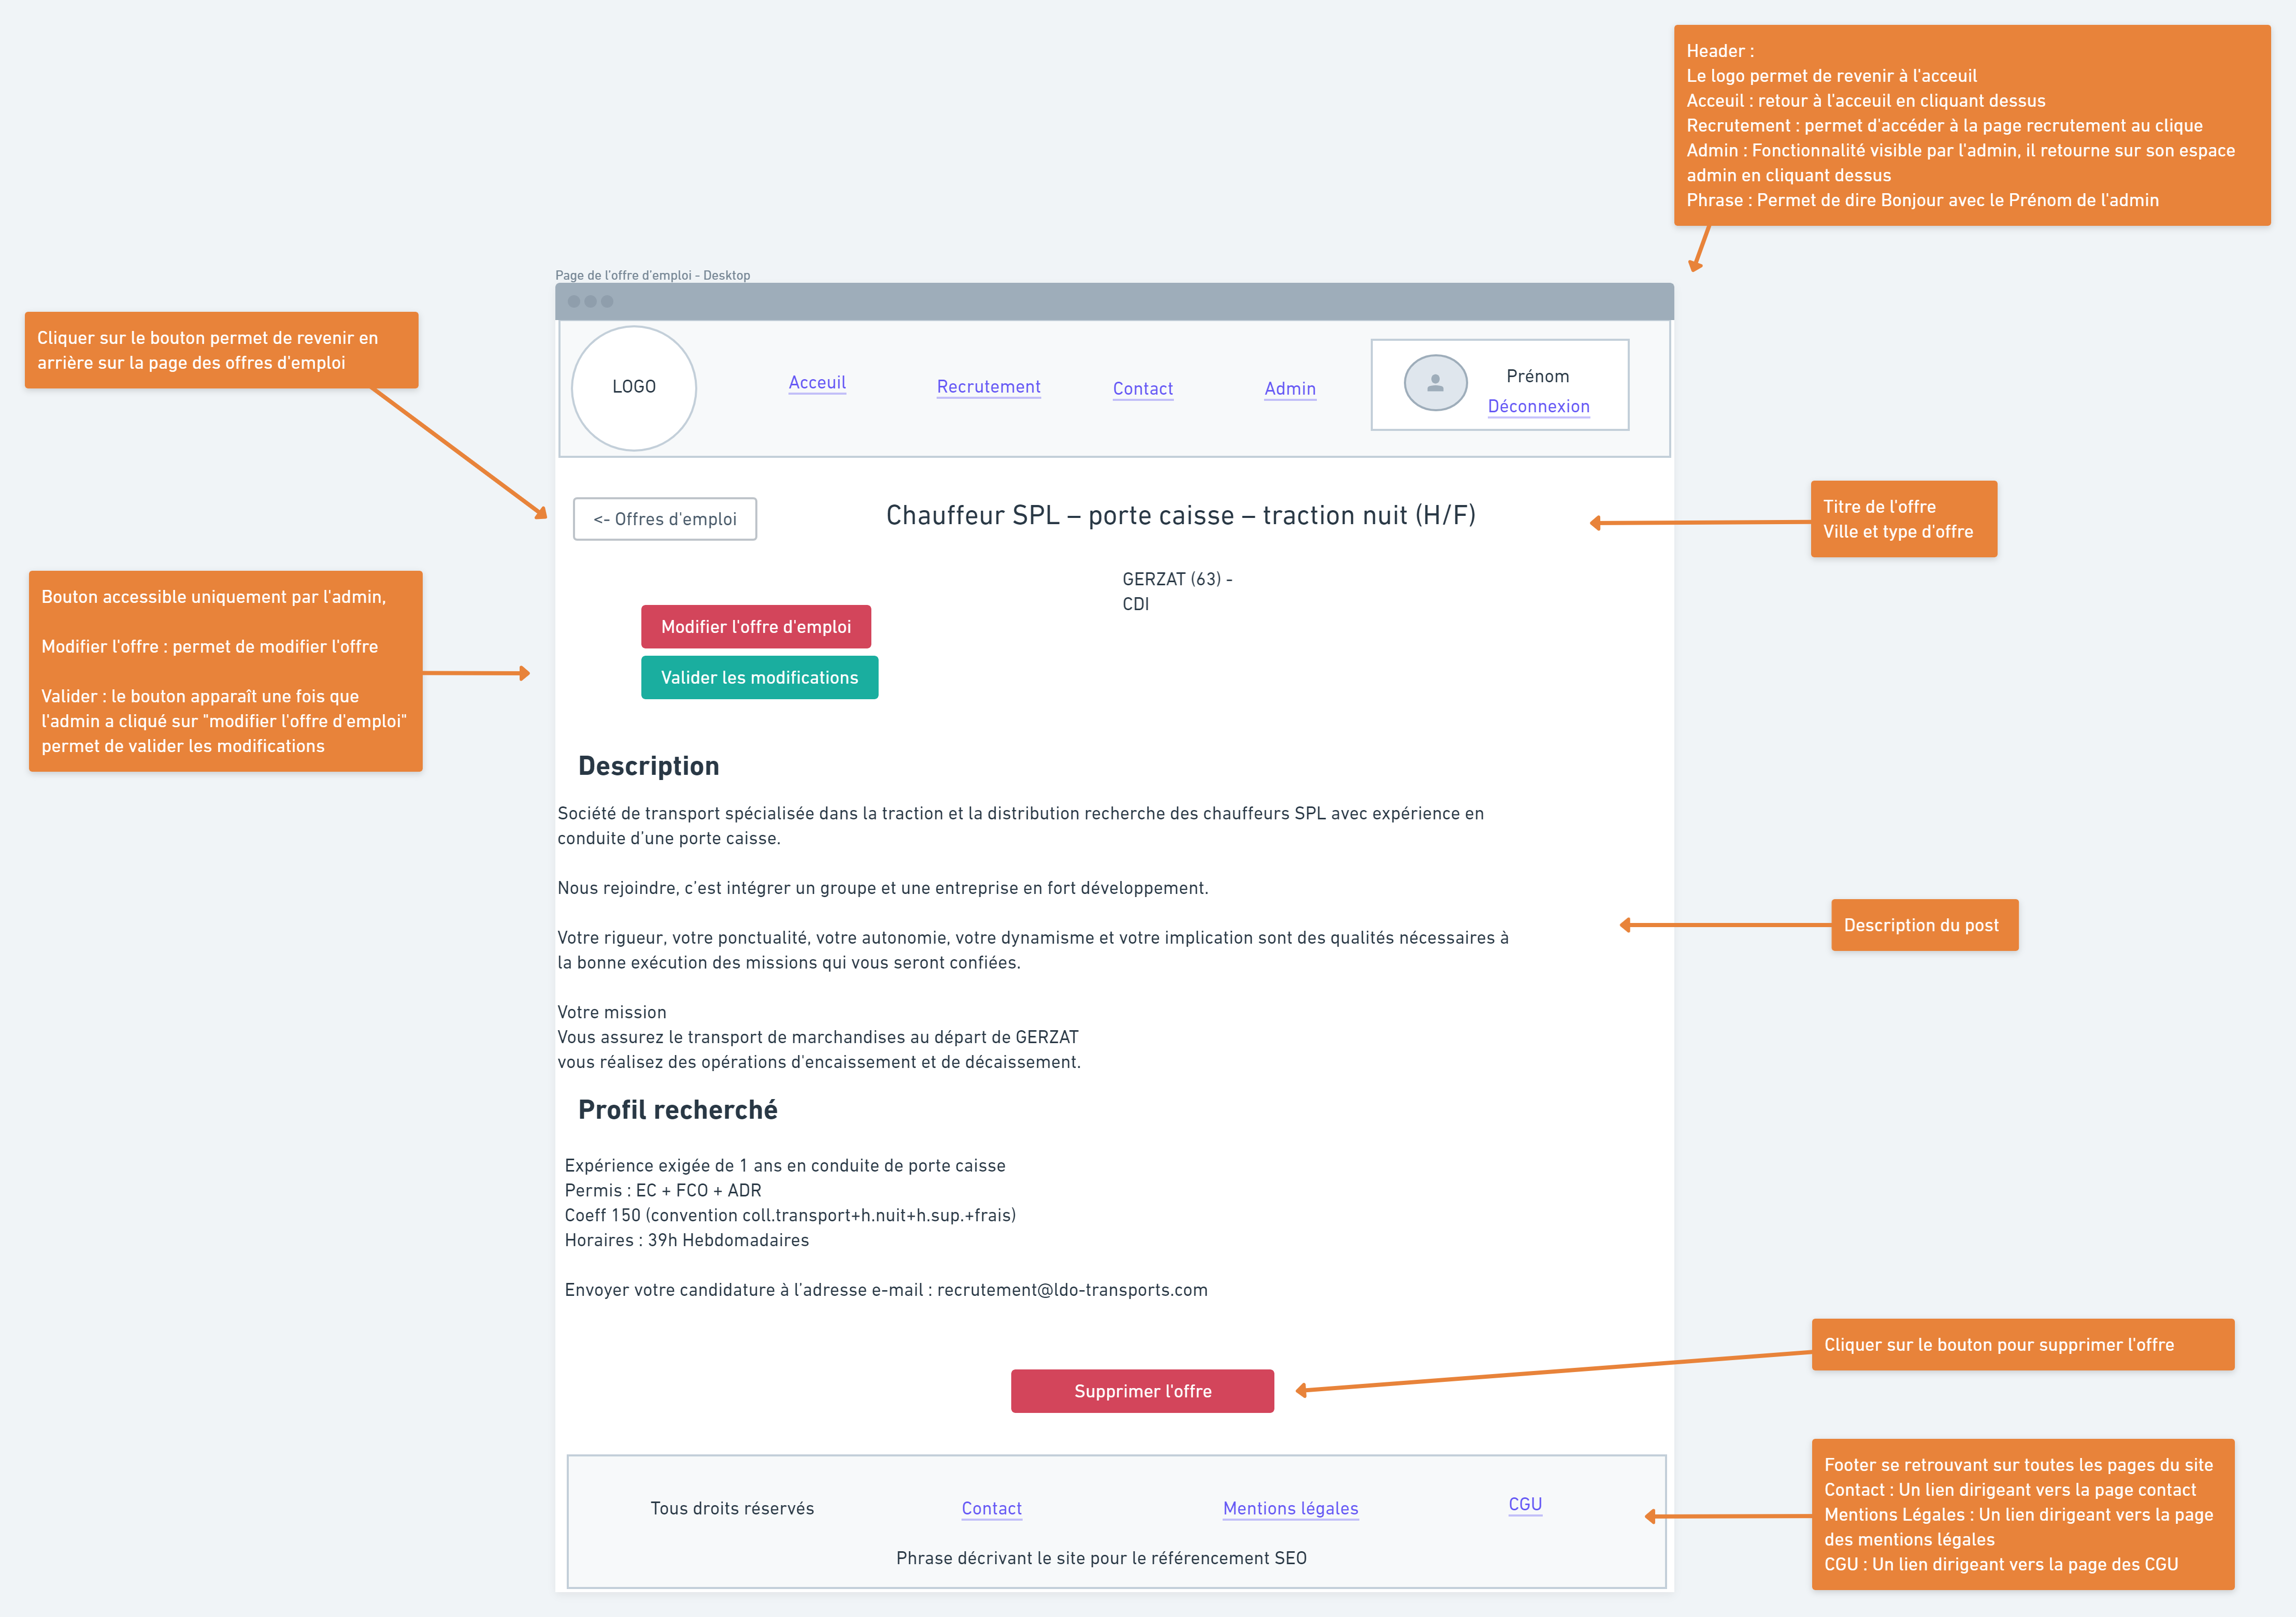 Header :
Le logo permet de revenir à l'acceuil
Acceuil : retour à l'acceuil en cliquant dessus
Recrutement : permet d'accéder à la page recrutement au clique
Admin : Fonctionnalité visible par l'admin, il retourne sur son espace
admin en cliquant dessus
Phrase : Permet de dire Bonjour avec le Prénom de l'admin
Page de l'offre d'emploi - Desktop
Cliquer sur le bouton permet de revenir en
arrière sur la page des offres d'emploi
LOGO
Acceuil
Recrutement
Contact
Admin
Prénom
Déconnexion
<- Offres d'emploi
Chauffeur SPL – porte caisse – traction nuit (H/F)
Titre de l'offre
Ville et type d'offre
GERZAT (63) -
CDI
Bouton accessible uniquement par l'admin,
Modifier l'offre : permet de modifier l'offre
Valider : le bouton apparaît une fois que
l'admin a cliqué sur "modifier l'offre d'emploi"
permet de valider les modifications
Modifier l'offre d'emploi
Valider les modifications
Description
Société de transport spécialisée dans la traction et la distribution recherche des chauffeurs SPL avec expérience en
conduite d'une porte caisse.
Nous rejoindre, c'est intégrer un groupe et une entreprise en fort développement.
Votre rigueur, votre ponctualité, votre autonomie, votre dynamisme et votre implication sont des qualités nécessaires à
la bonne exécution des missions qui vous seront confiées.
Description du post
Votre mission
Vous assurez le transport de marchandises au départ de GERZAT
vous réalisez des opérations d'encaissement et de décaissement.
Profil recherché
Expérience exigée de 1 ans en conduite de porte caisse
Permis : EC + FCO + ADR
Coeff 150 (convention coll.transport+h.nuit+h.sup.+frais)
Horaires : 39h Hebdomadaires
Envoyer votre candidature à l'adresse e-mail : recrutement@ldo-transports.com
Cliquer sur le bouton pour supprimer l'offre
Supprimer l'offre
Footer se retrouvant sur toutes les pages du site
Contact : Un lien dirigeant vers la page contact
Mentions Légales : Un lien dirigeant vers la page
des mentions légales
CGU : Un lien dirigeant vers la page des CGU
Tous droits réservés
Contact
Mentions légales
CGU
Phrase décrivant le site pour le référencement SEO